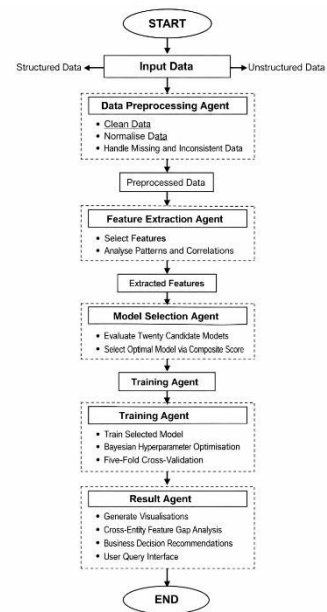 START
Input Data
Structured Data
Unstructured Data
Data Preprocessing Agent
• Clean Data
• Normalise Data
• Handle Missing and Inconsistent Data
Preprocessed Data
Feature Extraction Agent
• Select Features
• Analyse Patterns and Correlations
Extracted Features
Model Selection Agent
• Evaluate Twenty Candidate Models
• Select Optimal Model via Composite Score
Training Agent
Training Agent
• Train Selected Model
• Bayesian Hyperparameter Optimisation
• Five-Fold Cross-Validation
Result Agent
• Generate Visualisations
• Cross-Entity Feature Gap Analysis
• Business Decision Recommendations
• User Query Interface
END